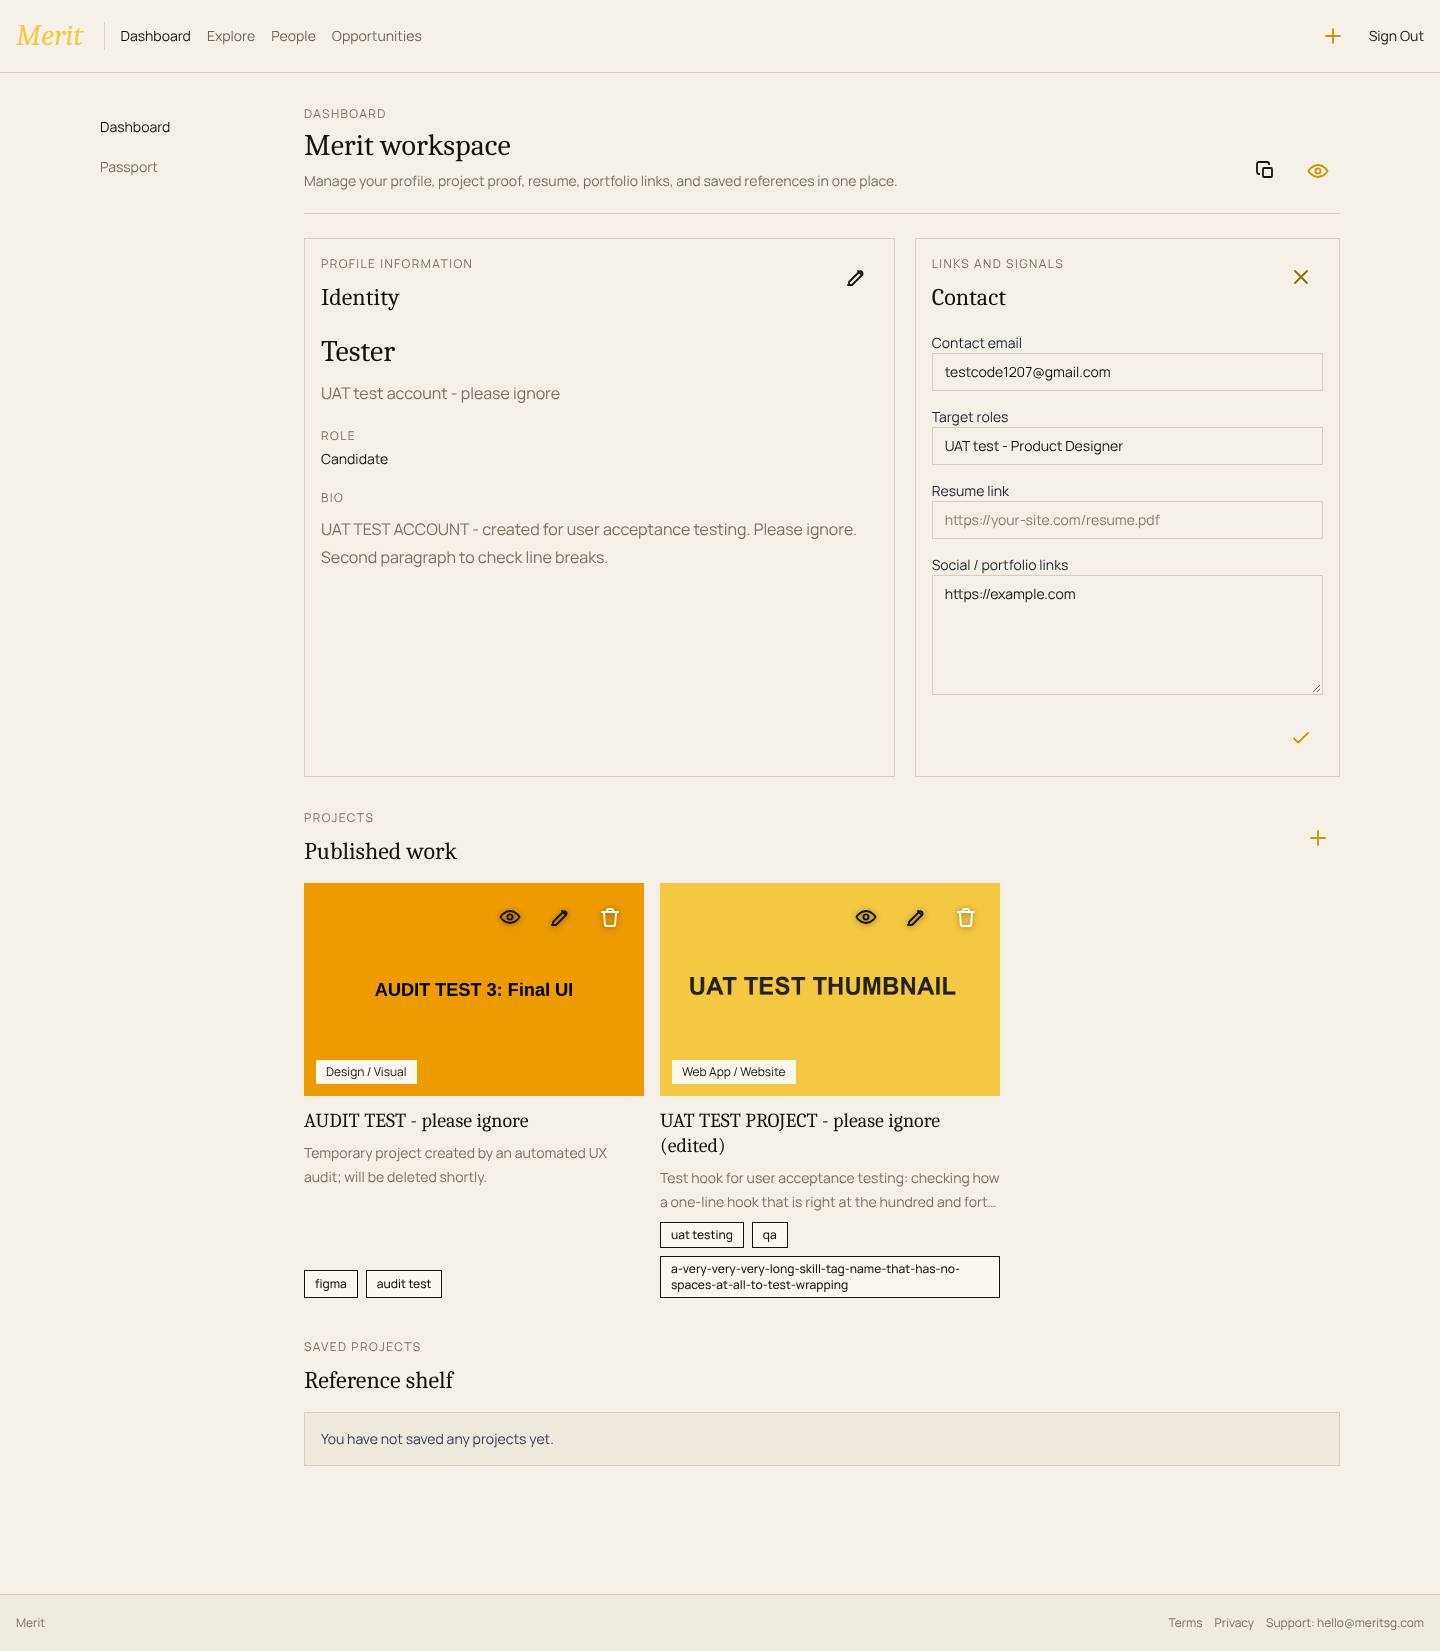 Merit
Dashboard
Explore
People
Opportunities
Sign Out
Dashboard
Passport
DASHBOARD
Merit workspace
Manage your profile, project proof, resume, portfolio links, and saved references in one place.
PROFILE INFORMATION
Identity
Tester
UAT test account - please ignore
ROLE
Candidate
BIO
UAT TEST ACCOUNT - created for user acceptance testing. Please ignore.
Second paragraph to check line breaks.
LINKS AND SIGNALS
Contact
Contact email
testcode1207@gmail.com
Target roles
UAT test - Product Designer
Resume link
https://your-site.com/resume.pdf
Social / portfolio links
https://example.com
PROJECTS
Published work
AUDIT TEST 3: Final UI
Design / Visual
AUDIT TEST - please ignore
Temporary project created by an automated UX
audit; will be deleted shortly.
figma
audit test
UAT TEST THUMBNAIL
Web App / Website
UAT TEST PROJECT - please ignore
(edited)
Test hook for user acceptance testing: checking how
a one-line hook that is right at the hundred and fort...
uat testing
qa
a-very-very-very-long-skill-tag-name-that-has-no-
spaces-at-all-to-test-wrapping
SAVED PROJECTS
Reference shelf
You have not saved any projects yet.
Merit
Terms
Privacy
Support: hello@meritsg.com